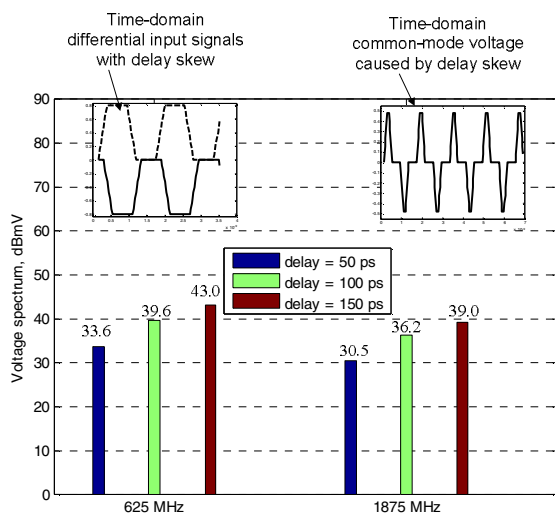 Time-domain
differential input signals
with delay skew
Time-domain
common-mode voltage
caused by delay skew
Voltage spectrum, dBmV
90
80
70
60
50
40
30
20
10
0
delay = 50 ps
delay = 100 ps
delay = 150 ps
33.6
39.6
43.0
30.5
36.2
39.0
625 MHz
1875 MHz